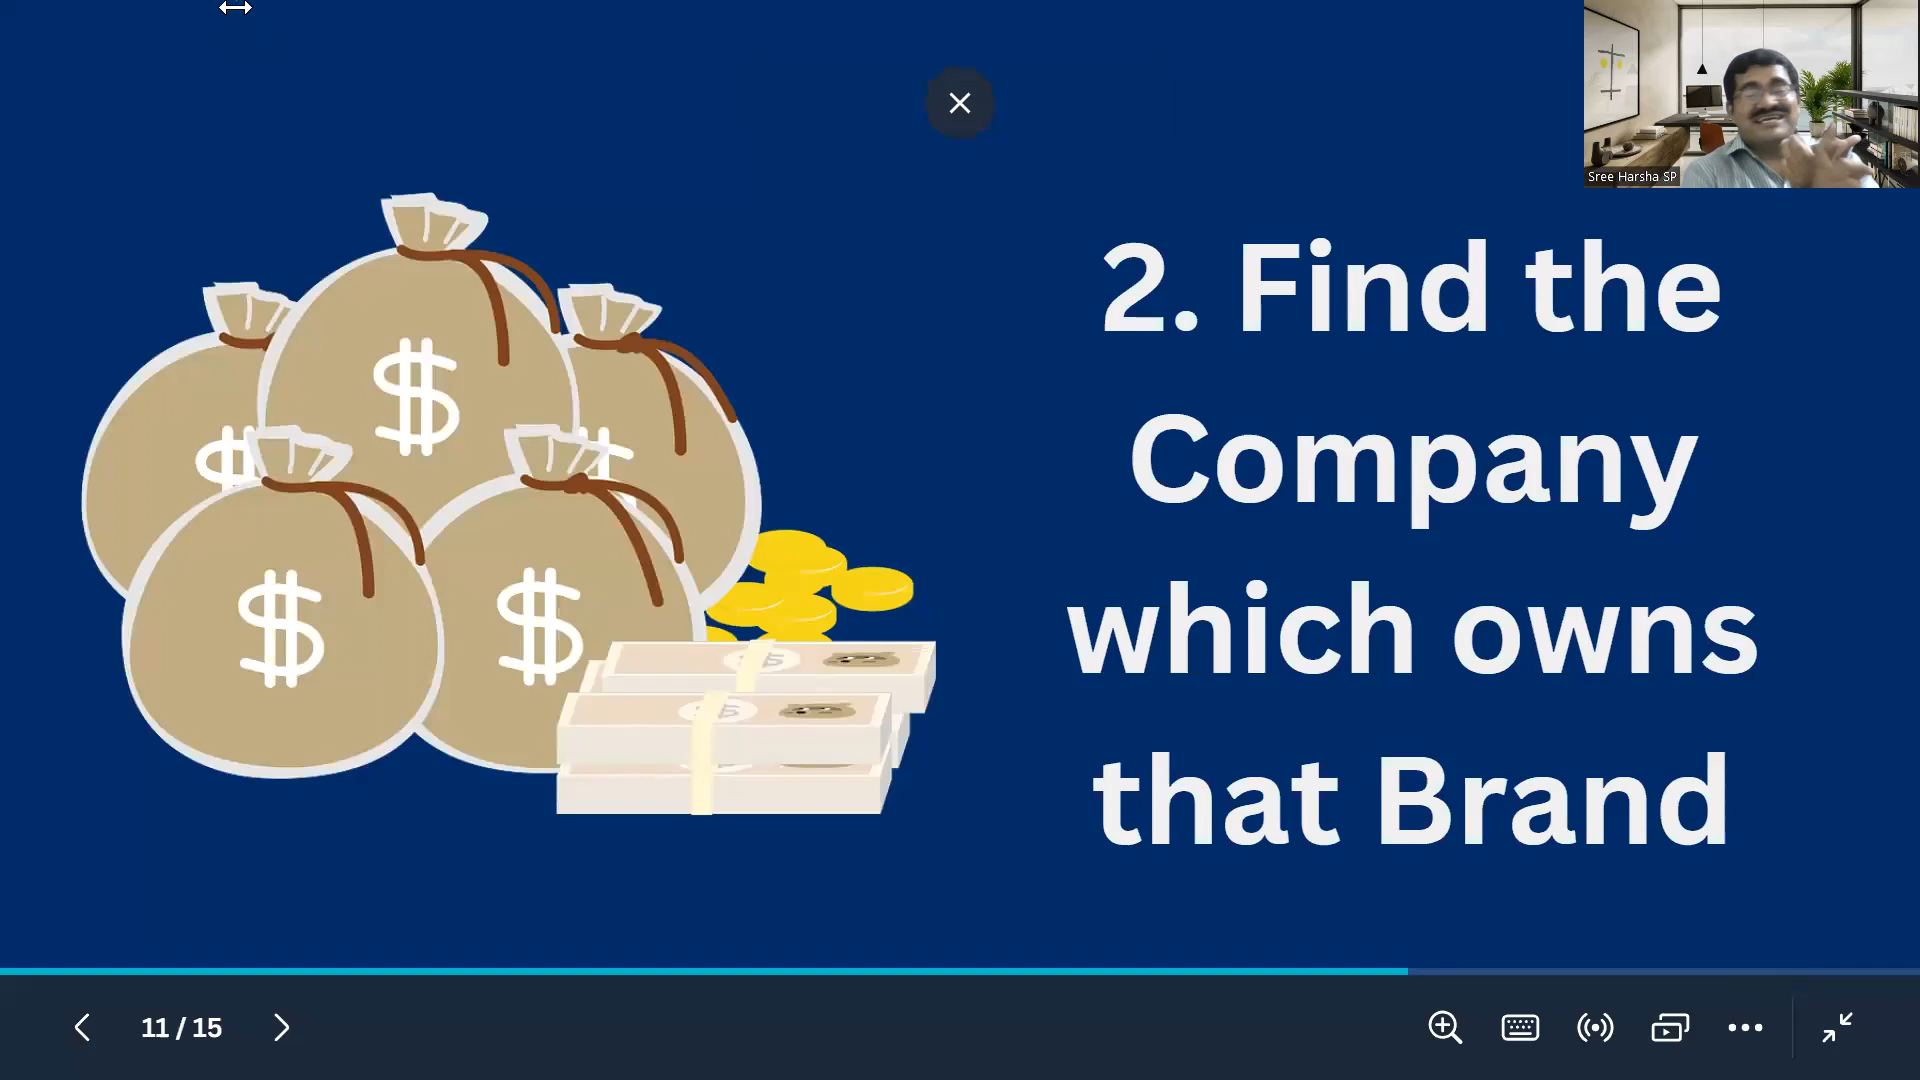 Sree Harsha SP
2. Find the
Company
which owns
that Brand
$
$
$
$
$
11 / 15